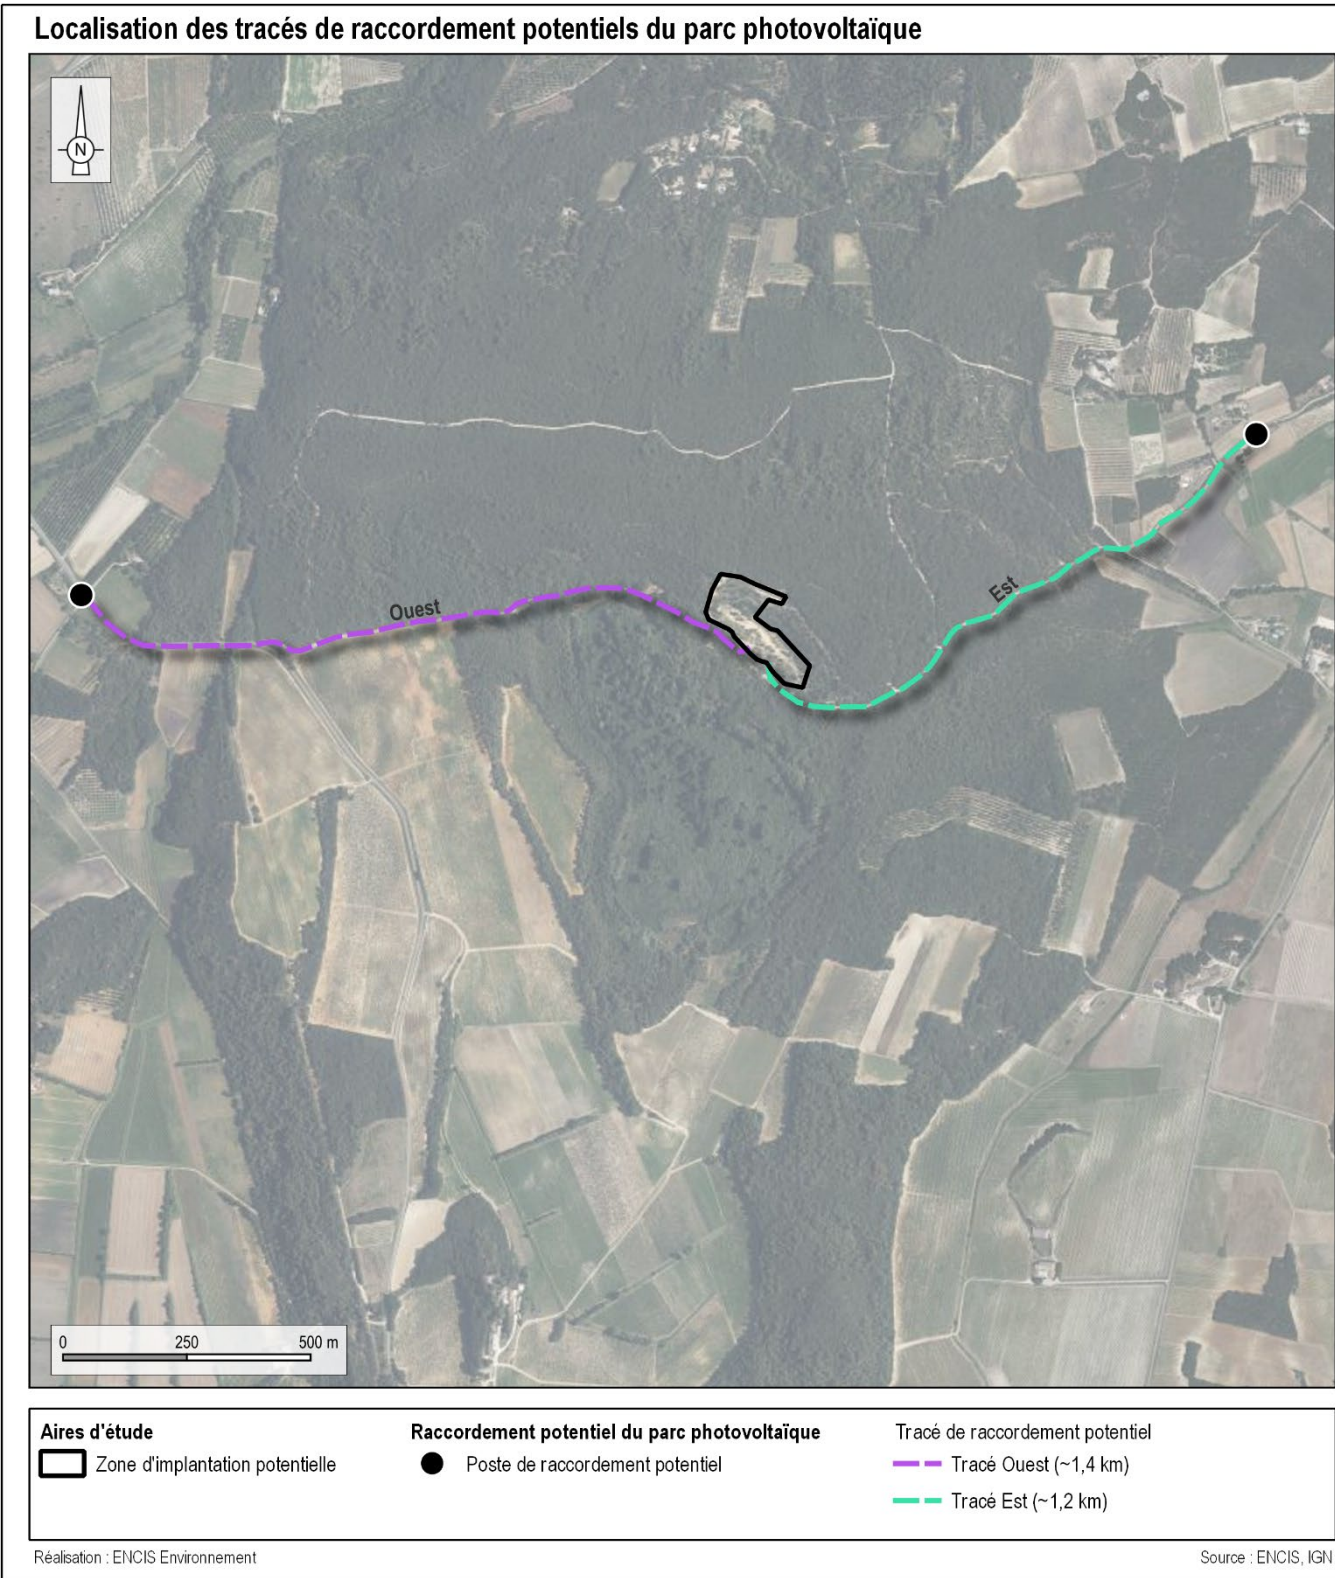 Localisation des tracés de raccordement potentiels du parc photovoltaïque
N
Ouest
Est
0 250 500 m
Aires d'étude
Zone d'implantation potentielle
Raccordement potentiel du parc photovoltaïque
Poste de raccordement potentiel
Tracé de raccordement potentiel
Tracé Ouest (~1,4 km)
Tracé Est (~1,2 km)
Réalisation : ENCIS Environnement
Source : ENCIS, IGN